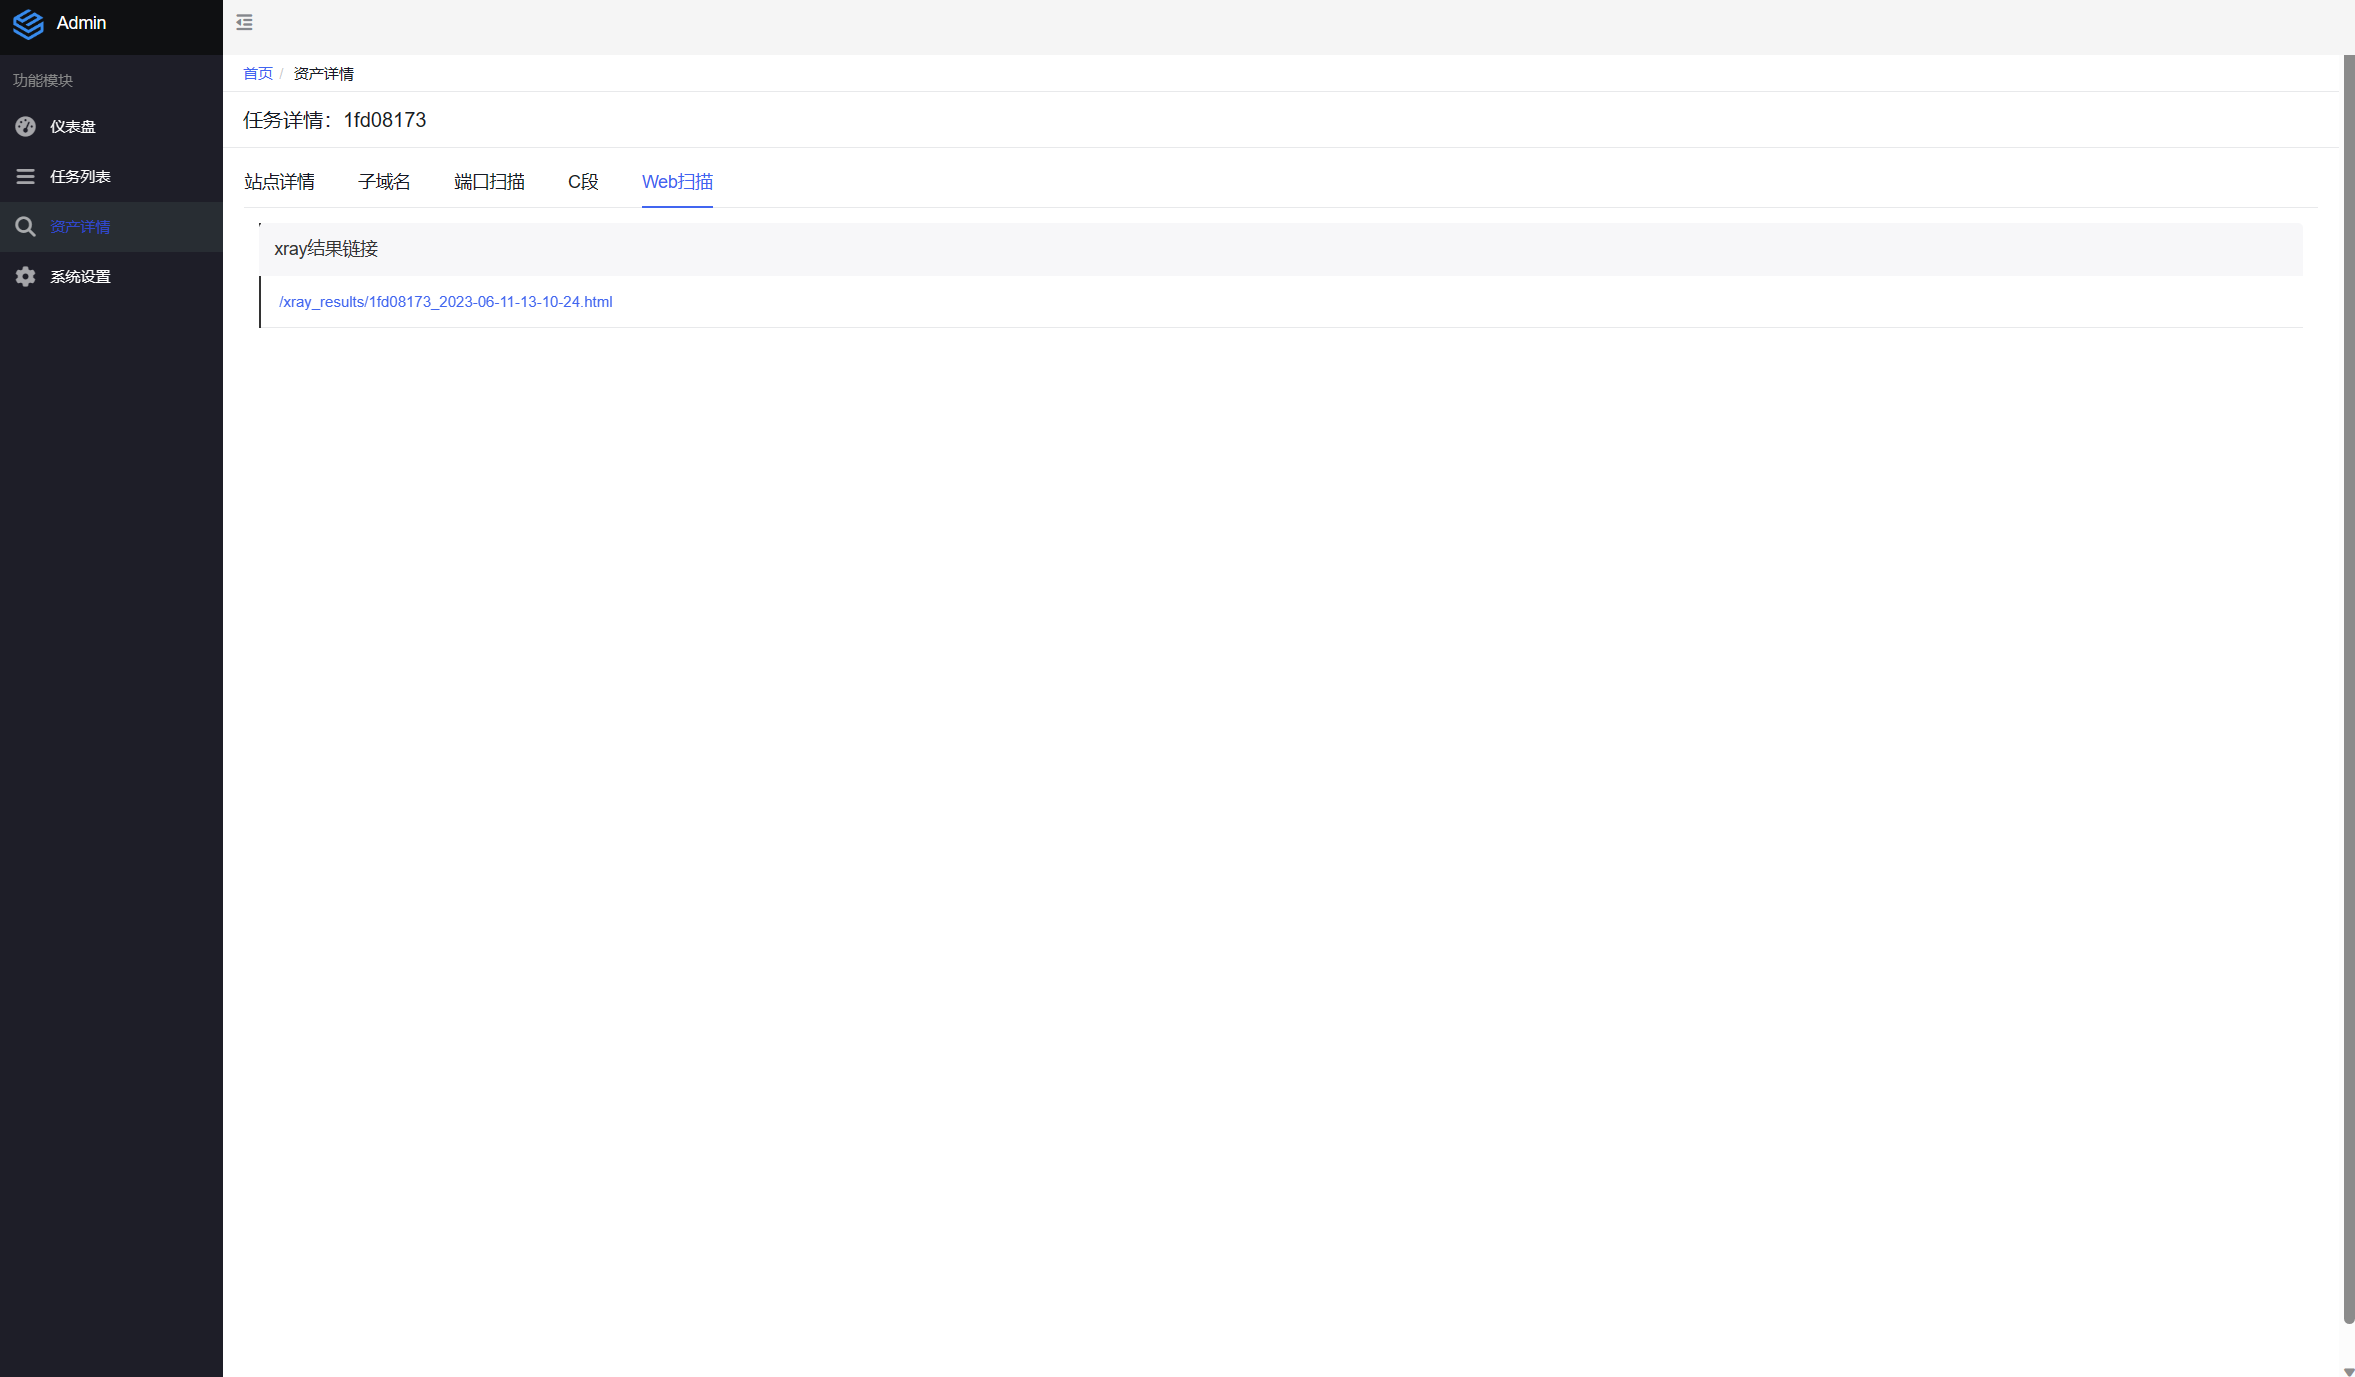 Admin
功能模块
仪表盘
任务列表
资产详情
系统设置
首页 / 资产详情
任务详情：1fd08173
站点详情 子域名 端口扫描 C段 Web扫描
xray结果链接
/xray_results/1fd08173_2023-06-11-13-10-24.html